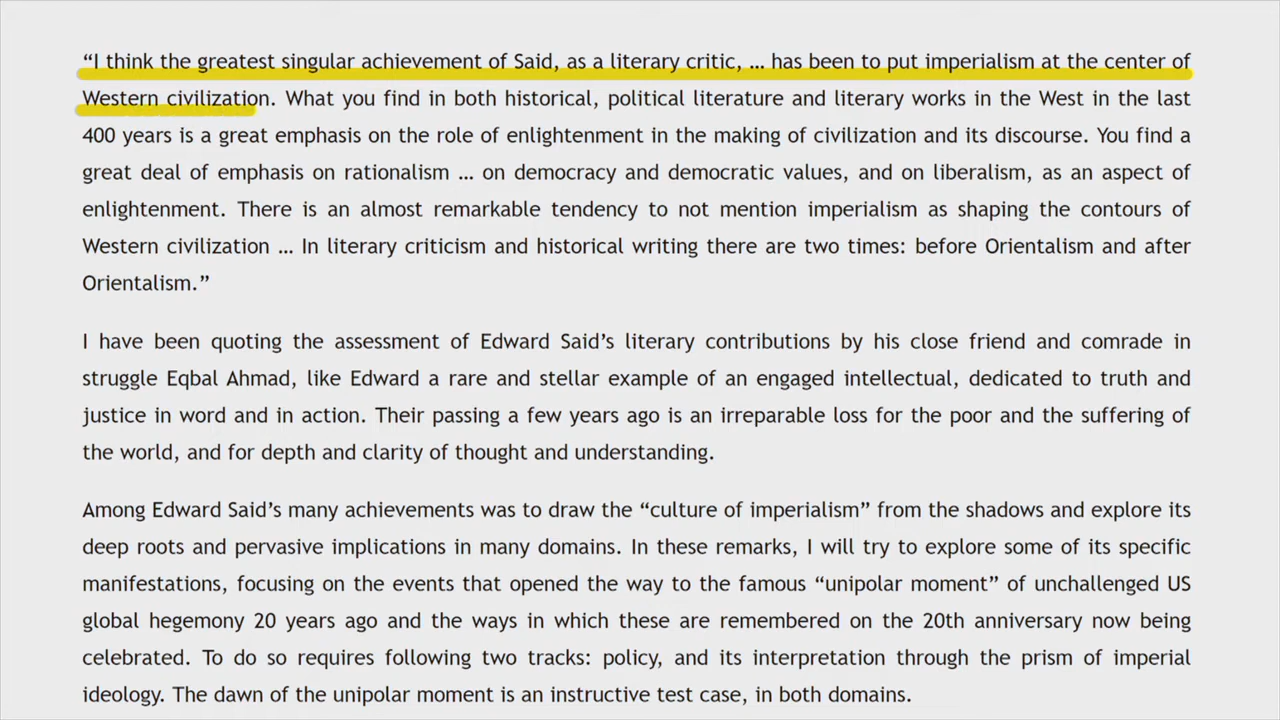 “I think the greatest singular achievement of Said, as a literary critic, … has been to put imperialism at the center of
Western civilization. What you find in both historical, political literature and literary works in the West in the last
400 years is a great emphasis on the role of enlightenment in the making of civilization and its discourse. You find a
great deal of emphasis on rationalism … on democracy and democratic values, and on liberalism, as an aspect of
enlightenment. There is an almost remarkable tendency to not mention imperialism as shaping the contours of
Western civilization … In literary criticism and historical writing there are two times: before Orientalism and after
Orientalism.”
I have been quoting the assessment of Edward Said’s literary contributions by his close friend and comrade in
struggle Eqbal Ahmad, like Edward a rare and stellar example of an engaged intellectual, dedicated to truth and
justice in word and in action. Their passing a few years ago is an irreparable loss for the poor and the suffering of
the world, and for depth and clarity of thought and understanding.
Among Edward Said’s many achievements was to draw the “culture of imperialism” from the shadows and explore its
deep roots and pervasive implications in many domains. In these remarks, I will try to explore some of its specific
manifestations, focusing on the events that opened the way to the famous “unipolar moment” of unchallenged US
global hegemony 20 years ago and the ways in which these are remembered on the 20th anniversary now being
celebrated. To do so requires following two tracks: policy, and its interpretation through the prism of imperial
ideology. The dawn of the unipolar moment is an instructive test case, in both domains.